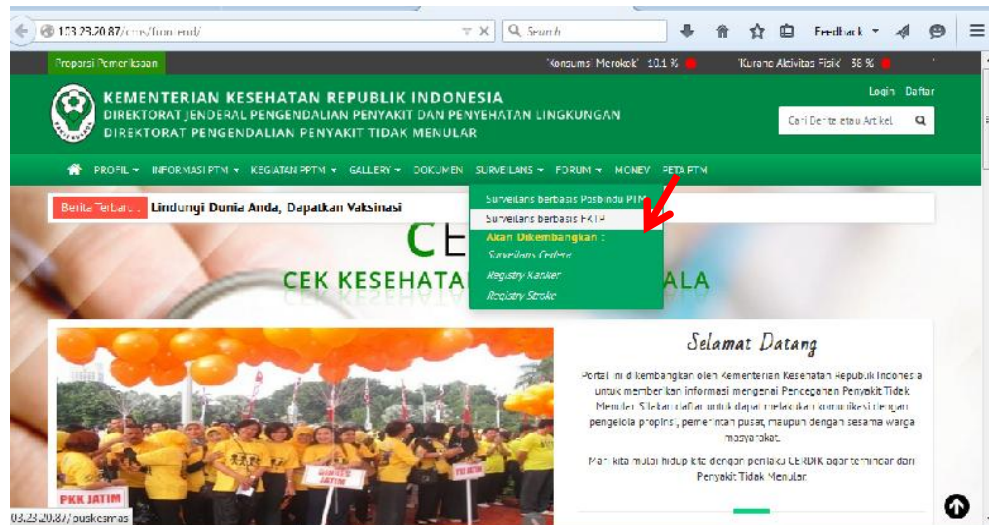 103.23.20.87/cms/frontend/
Search
Feedback
Proporsi Pemeriksaan
'Konsumsi Merokok' 10.1 %
'Kurang Aktivitas Fisik' 38 %
Login Daftar
KEMENTERIAN KESEHATAN REPUBLIK INDONESIA
DIREKTORAT JENDERAL PENGENDALIAN PENYAKIT DAN PENYEHATAN LINGKUNGAN
DIREKTORAT PENGENDALIAN PENYAKIT TIDAK MENULAR
Cari Berita atau Artikel
PROFIL INFORMASI PTM KEGIATAN PPTM GALLERY DOKUMEN SURVEILANS FORUM MONEV PETA PTM
Berita Terbaru : Lindungi Dunia Anda, Dapatkan Vaksinasi
Surveilans berbasis Posbindu PTM
Surveilans berbasis FKTP
Akan Dikembangkan :
Surveilans Cedera
Registry Kanker
Registry Stroke
CE
CEK KESEHATA ALA
Selamat Datang
Portal ini dikembangkan oleh Kementerian Kesehatan Republik Indonesia
untuk memberikan informasi mengenai Pencegahan Penyakit Tidak
Menular. Silakan daftar untuk dapat melakukan komunikasi dengan
pengelola propinsi, pemerintah pusat, maupun dengan sesama warga
masyarakat.
Mari kita mulai hidup kita dengan perilaku CERDIK agar terhindar dari
Penyakit Tidak Menular.
DINKES
JATIM
PKK JATIM
03.23.20.87/puskesmas